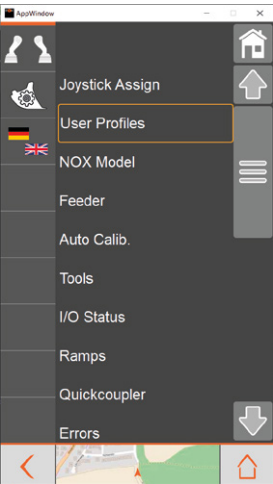 AppWindow
Joystick Assign
User Profiles
NOX Model
Feeder
Auto Calib.
Tools
I/O Status
Ramps
Quickcoupler
Errors